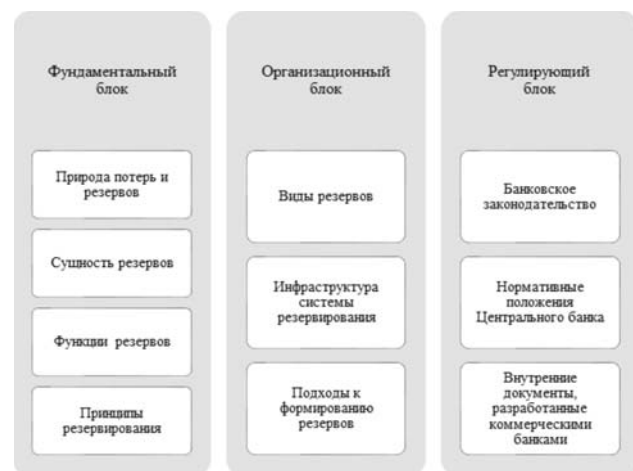 Фундаментальный
блок
Природа потерь и
резервов
Сущность резервов
Функции резервов
Принципы
резервирования
Организационный
блок
Виды резервов
Инфраструктура
системы
резервирования
Подходы к
формированию
резервов
Регулирующий
блок
Банковское
законодательство
Нормативные
положения
Центрального банка
Внутренние
документы,
разработанные
коммерческими
банками